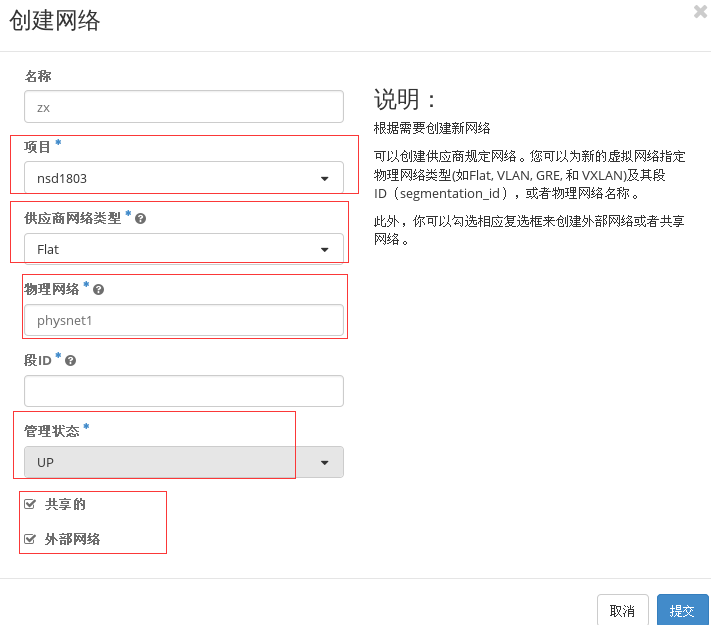 创建网络
名称
zx
项目 *
nsd1803
供应商网络类型 *
Flat
物理网络 *
physnet1
段ID *
管理状态 *
UP
共享的
外部网络
说明：
根据需要创建新网络
可以创建供应商规定网络。您可以为新的虚拟网络指定
物理网络类型(如Flat, VLAN, GRE, 和 VXLAN)及其段
ID（segmentation_id），或者物理网络名称。
此外，你可以勾选相应复选框来创建外部网络或者共享
网络。
取消
提交